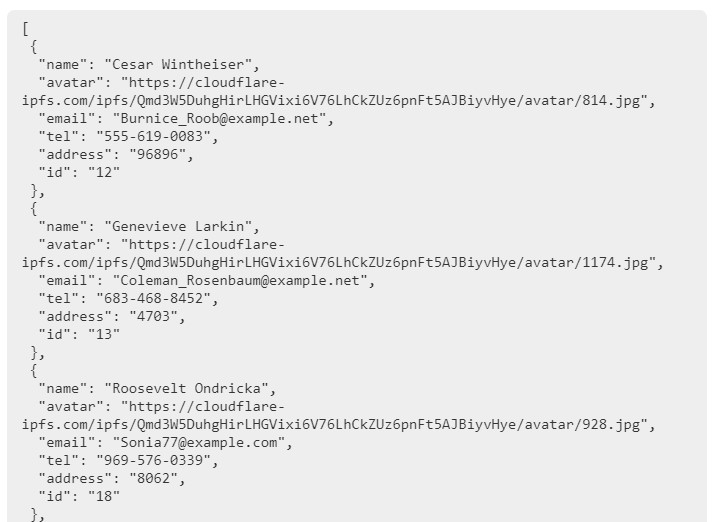 [
 {
  "name": "Cesar Wintheiser",
  "avatar": "https://cloudflare-
ipfs.com/ipfs/Qmd3W5DuhgHirLHGVixi6V76LhCkZUz6pnFt5AJBiyvHye/avatar/814.jpg",
  "email": "Burnice_Roob@example.net",
  "tel": "555-619-0083",
  "address": "96896",
  "id": "12"
 },
 {
  "name": "Genevieve Larkin",
  "avatar": "https://cloudflare-
ipfs.com/ipfs/Qmd3W5DuhgHirLHGVixi6V76LhCkZUz6pnFt5AJBiyvHye/avatar/1174.jpg",
  "email": "Coleman_Rosenbaum@example.net",
  "tel": "683-468-8452",
  "address": "4703",
  "id": "13"
 },
 {
  "name": "Roosevelt Ondricka",
  "avatar": "https://cloudflare-
ipfs.com/ipfs/Qmd3W5DuhgHirLHGVixi6V76LhCkZUz6pnFt5AJBiyvHye/avatar/928.jpg",
  "email": "Sonia77@example.com",
  "tel": "969-576-0339",
  "address": "8062",
  "id": "18"
 },